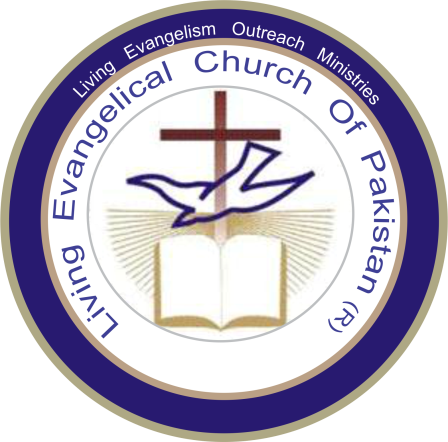 Living Evangelism Outreach Ministries
Living Evangelical Church Of Pakistan (R)